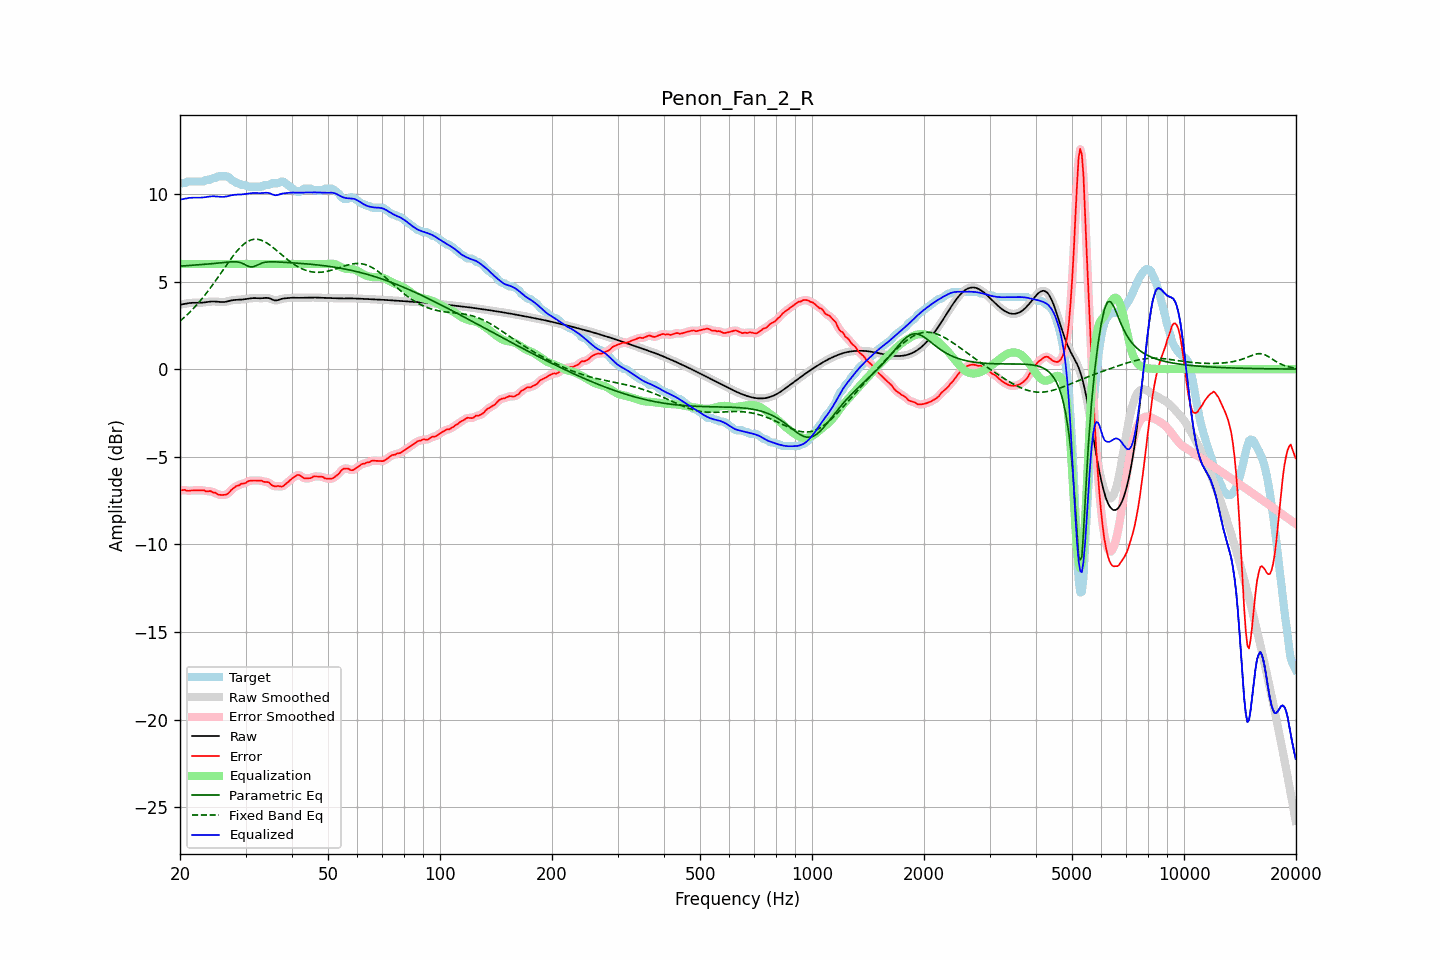 Penon_Fan_2_R
Amplitude (dBr)
10
5
0
−5
−10
−15
−20
−25
Target
Raw Smoothed
Error Smoothed
Raw
Error
Equalization
Parametric Eq
Fixed Band Eq
Equalized
20 50 100 200 500 1000 2000 5000 10000 20000
Frequency (Hz)